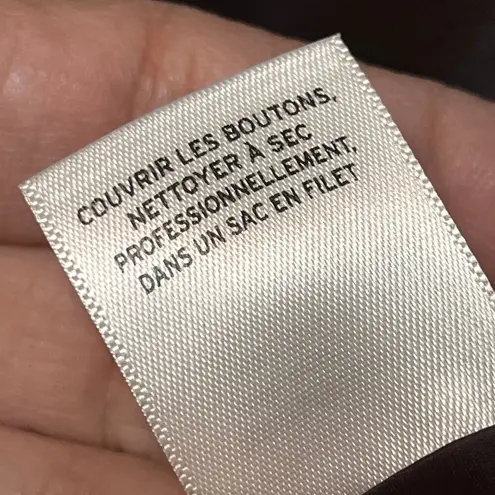 COUVRIR LES BOUTONS,
NETTOYER À SEC
PROFESSIONNELLEMENT,
DANS UN SAC EN FILET